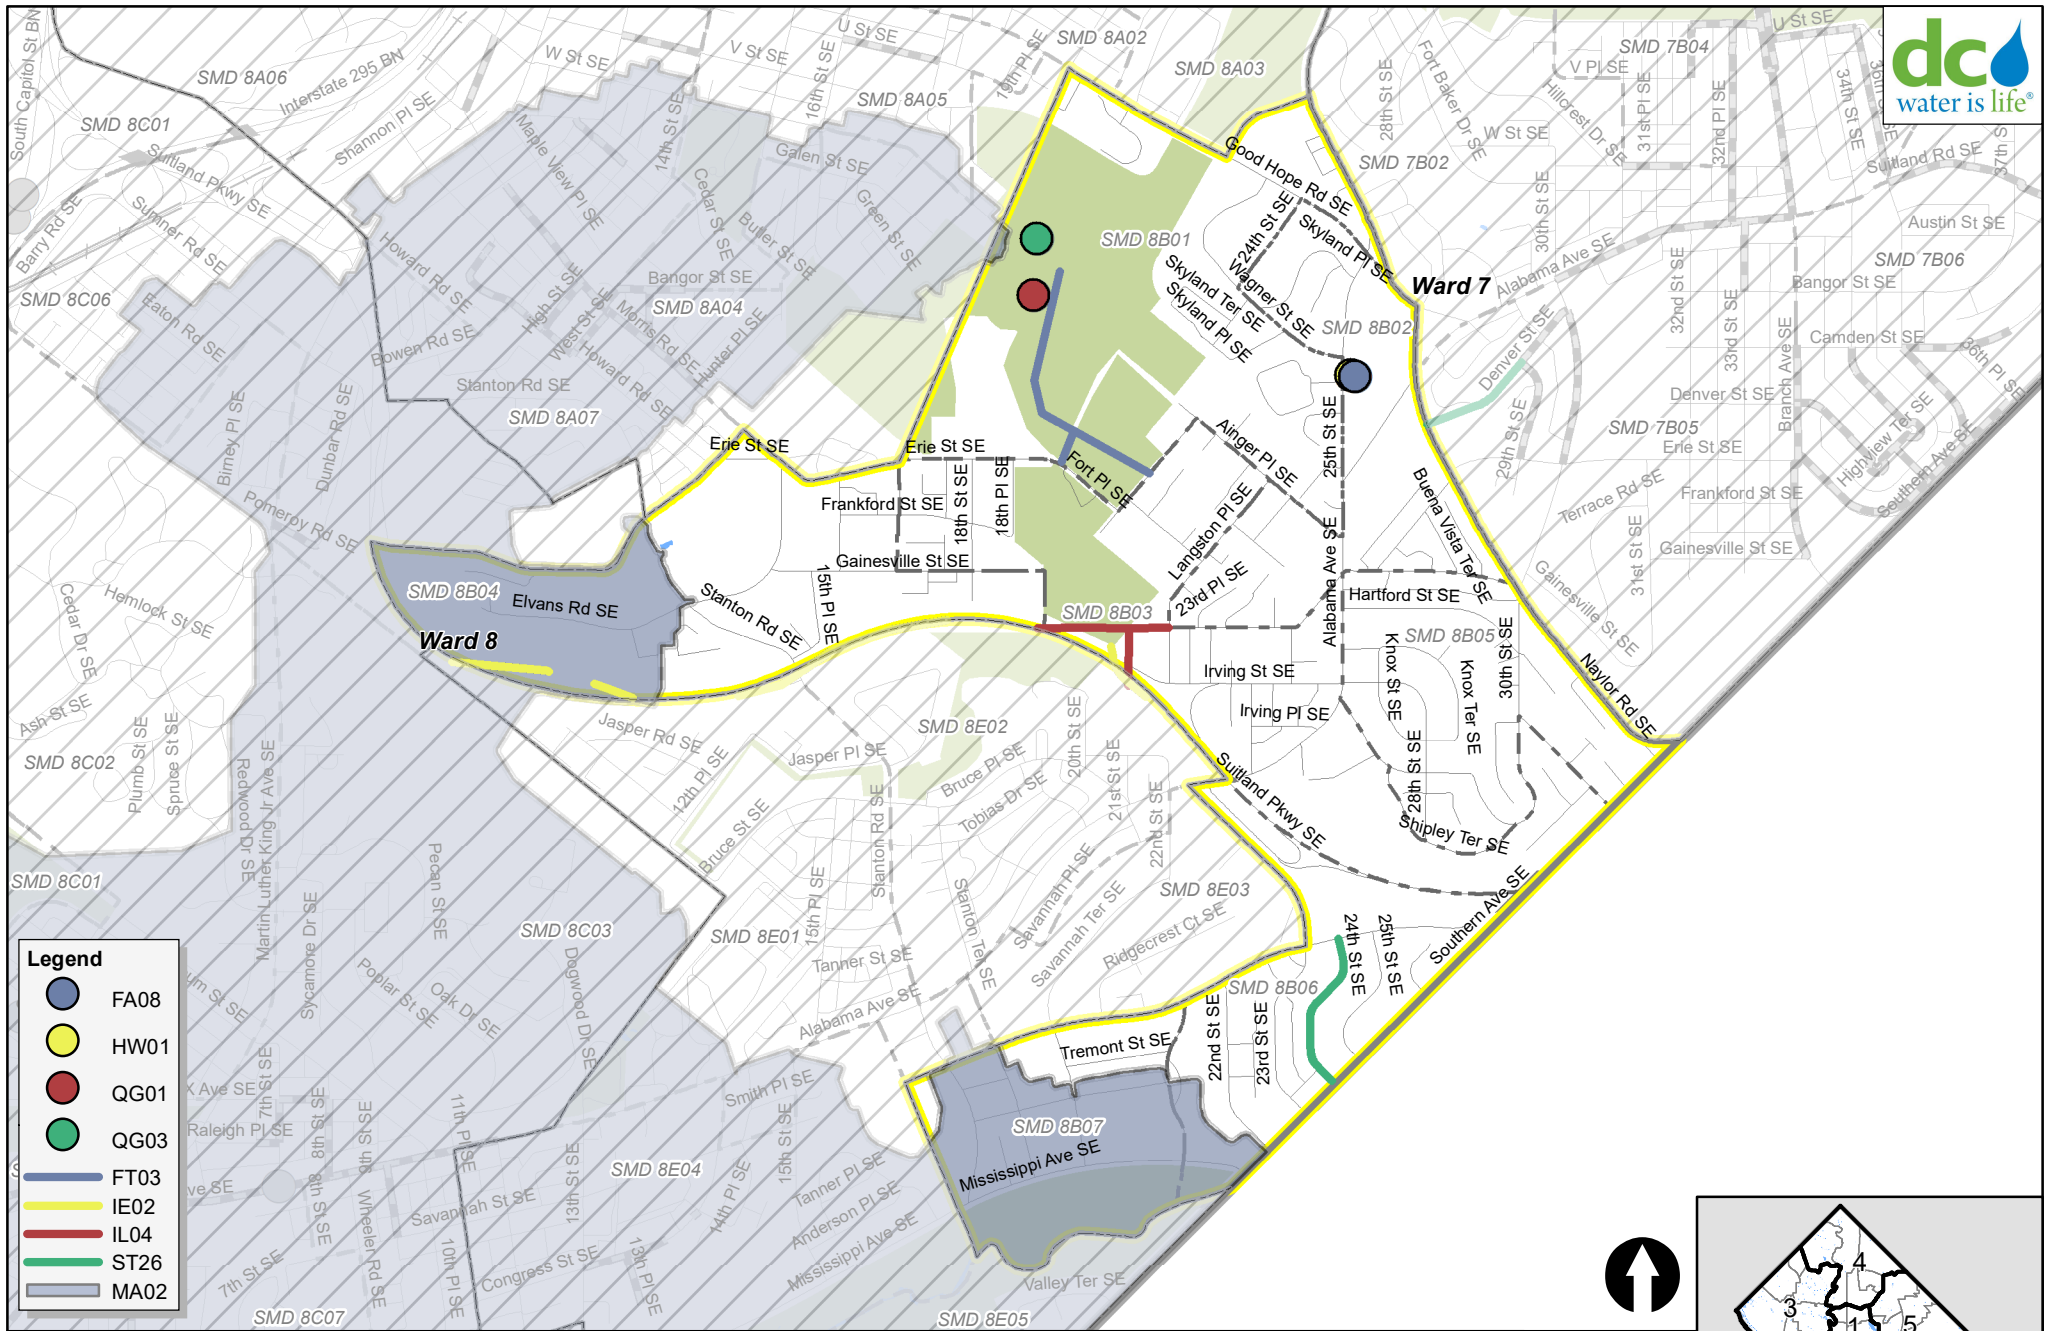 SMD 8A02
U St SE
V St SE
W St SE
16th St SE
19th Pl SE
SMD 8A03
SMD 7B04
U St SE
V Pl SE
dc
water is life®
South Capitol St BN
SMD 8A06
Interstate 295 BN
SMD 8A05
28th St SE
Fort Baker Dr SE
Hillcrest Dr SE
31st Pl SE
32nd Pl SE
34th St SE
SMD 8C01
Shannon Pl SE
Suitland Pkwy SE
Maple View Pl SE
14th St SE
Galen St SE
W St SE
Suitland Rd SE
Good Hope Rd SE
SMD 7B02
Barry Rd SE
Sumner Rd SE
Cedar St SE
Butler St SE
Green St SE
24th St SE
Skyland Pl SE
30th St SE
Austin St SE
SMD 8B01
Howard Rd SE
Bangor St SE
SMD 8A04
High St SE
West St SE
Morris Rd SE
Howard Rd SE
Hunter Pl SE
Skyland Ter SE
Skyland Pl SE
Wagner St SE
Alabama Ave SE
SMD 7B06
Bangor St SE
Ward 7
SMD 8C06
Eaton Rd SE
Bowen Rd SE
Stanton Rd SE
SMD 8A07
SMD 8B02
32nd St SE
33rd St SE
Branch Ave SE
Camden St SE
36th Pl SE
Denver St SE
Denver St SE
29th St SE
SMD 7B05
Erie St SE
Highview Ter SE
Southern Ave SE
Birney Pl SE
Dunbar Rd SE
Erie St SE
Erie St SE
Ainger Pl SE
25th St SE
Fort Pl SE
Frankford St SE
18th St SE
18th Pl SE
Langston Pl SE
Buena Vista Ter SE
Terrace Rd SE
Frankford St SE
31st St SE
Gainesville St SE
Pomeroy Rd SE
Gainesville St SE
15th Pl SE
Stanton Rd SE
23rd Pl SE
Alabama Ave SE
Hartford St SE
Gainesville St SE
SMD 8B04
Elvans Rd SE
Ward 8
SMD 8B03
SMD 8B05
Cedar Dr SE
Hemlock St SE
Irving St SE
Irving Pl SE
Knox St SE
Knox Ter SE
30th St SE
Naylor Rd SE
Ash St SE
SMD 8C02
Plumb St SE
Spruce St SE
Redwood Dr SE
Martin Luther King Jr Ave SE
Jasper Rd SE
12th Pl SE
Jasper Pl SE
SMD 8E02
Bruce Pl SE
Tobias Dr SE
20th St SE
21st St SE
22nd St SE
Suitland Pkwy SE
28th St SE
Shipley Ter SE
Bruce St SE
Stanton Rd SE
15th Pl SE
Stanton Ter SE
Savannah Pl SE
Savannah Ter SE
SMD 8E03
Ridgecrest Ct SE
Southern Ave SE
SMD 8C01
Pecan St SE
Sycamore Dr SE
SMD 8C03
SMD 8E01
Tanner St SE
24th St SE
25th St SE
Poplar St SE
Oak Dr SE
Dogwood Dr SE
Alabama Ave SE
SMD 8B06
22nd St SE
23rd St SE
Tremont St SE
Legend
FA08
HW01
QG01
QG03
FT03
IE02
IL04
ST26
MA02
7th St SE
8th St SE
9th St SE
Raleigh Pl SE
Wheeler Rd SE
11th Pl SE
10th Pl SE
Smith Pl SE
15th St SE
SMD 8B07
Mississippi Ave SE
SMD 8E04
13th St SE
14th Pl SE
Tanner Pl SE
Anderson Pl SE
Mississippi Ave SE
Savannah St SE
Congress St SE
13th Pl SE
7th St SE
Valley Ter SE
SMD 8C07
SMD 8E05
4
3
1
5